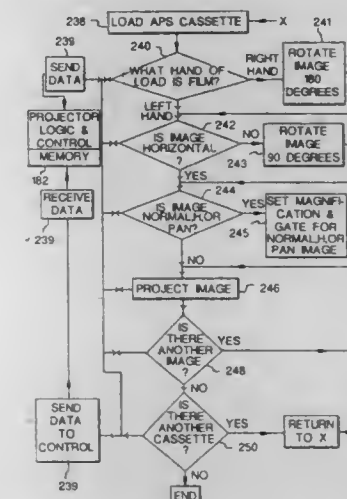 238
LOAD APS CASSETTE
X
239
SEND
DATA
240
WHAT HAND OF
LOAD IS FILM?
RIGHT
HAND
241
ROTATE
IMAGE
180
DEGREES
LEFT
HAND
PROJECTOR
LOGIC &
CONTROL
MEMORY
182
242
IS IMAGE
HORIZONTAL
?
NO
243
ROTATE
IMAGE
90 DEGREES
YES
RECEIVE
DATA
239
244
IS IMAGE
NORMAL,H,OR
PAN?
YES
245
SET MAGNIFI-
CATION &
GATE FOR
NORMAL,H,OR
PAN IMAGE
NO
PROJECT IMAGE
246
IS
THERE
ANOTHER
IMAGE
?
YES
248
NO
SEND
DATA
TO
CONTROL
239
IS
THERE
ANOTHER
CASSETTE
?
YES
250
RETURN
TO X
NO
END